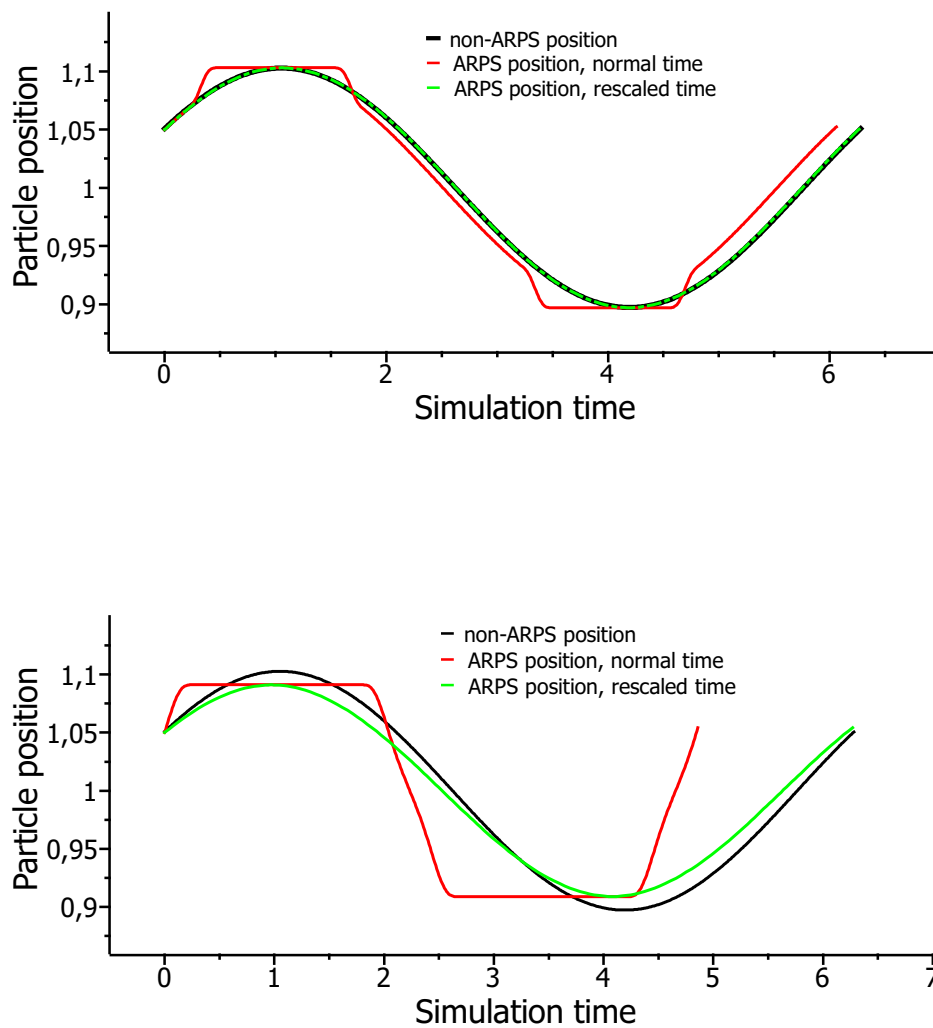 non-ARPS position
ARPS position, normal time
ARPS position, rescaled time
Particle position
1,1
1,05
1
0,95
0,9
0 2 4 6
Simulation time
non-ARPS position
ARPS position, normal time
ARPS position, rescaled time
Particle position
1,1
1,05
1
0,95
0,9
0 1 2 3 4 5 6 7
Simulation time